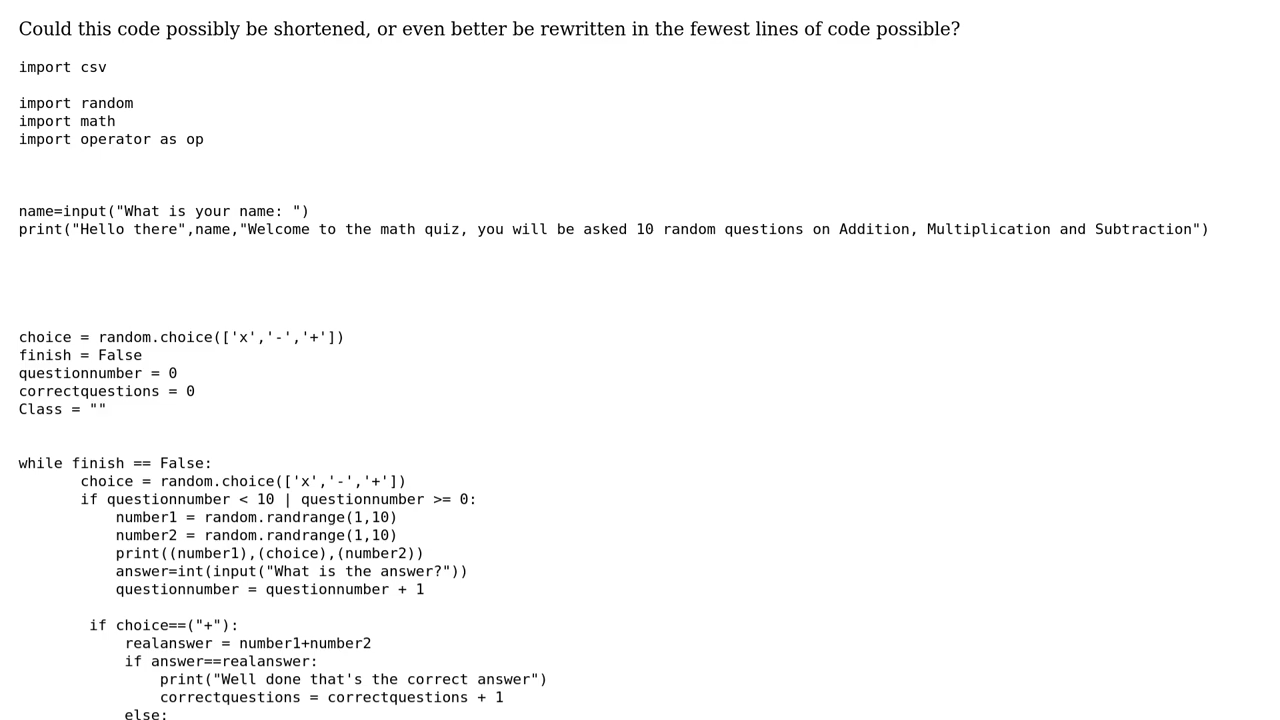 Could this code possibly be shortened, or even better be rewritten in the fewest lines of code possible?
import csv
import random
import math
import operator as op
name=input("What is your name: ")
print("Hello there",name,"Welcome to the math quiz, you will be asked 10 random questions on Addition, Multiplication and Subtraction")
choice = random.choice(['x','-','+'])
finish = False
questionnumber = 0
correctquestions = 0
Class = ""
while finish == False:
       choice = random.choice(['x','-','+'])
       if questionnumber < 10 | questionnumber >= 0:
           number1 = random.randrange(1,10)
           number2 = random.randrange(1,10)
           print((number1),(choice),(number2))
           answer=int(input("What is the answer?"))
           questionnumber = questionnumber + 1
        if choice==("+"):
            realanswer = number1+number2
            if answer==realanswer:
                print("Well done that's the correct answer")
                correctquestions = correctquestions + 1
            else: